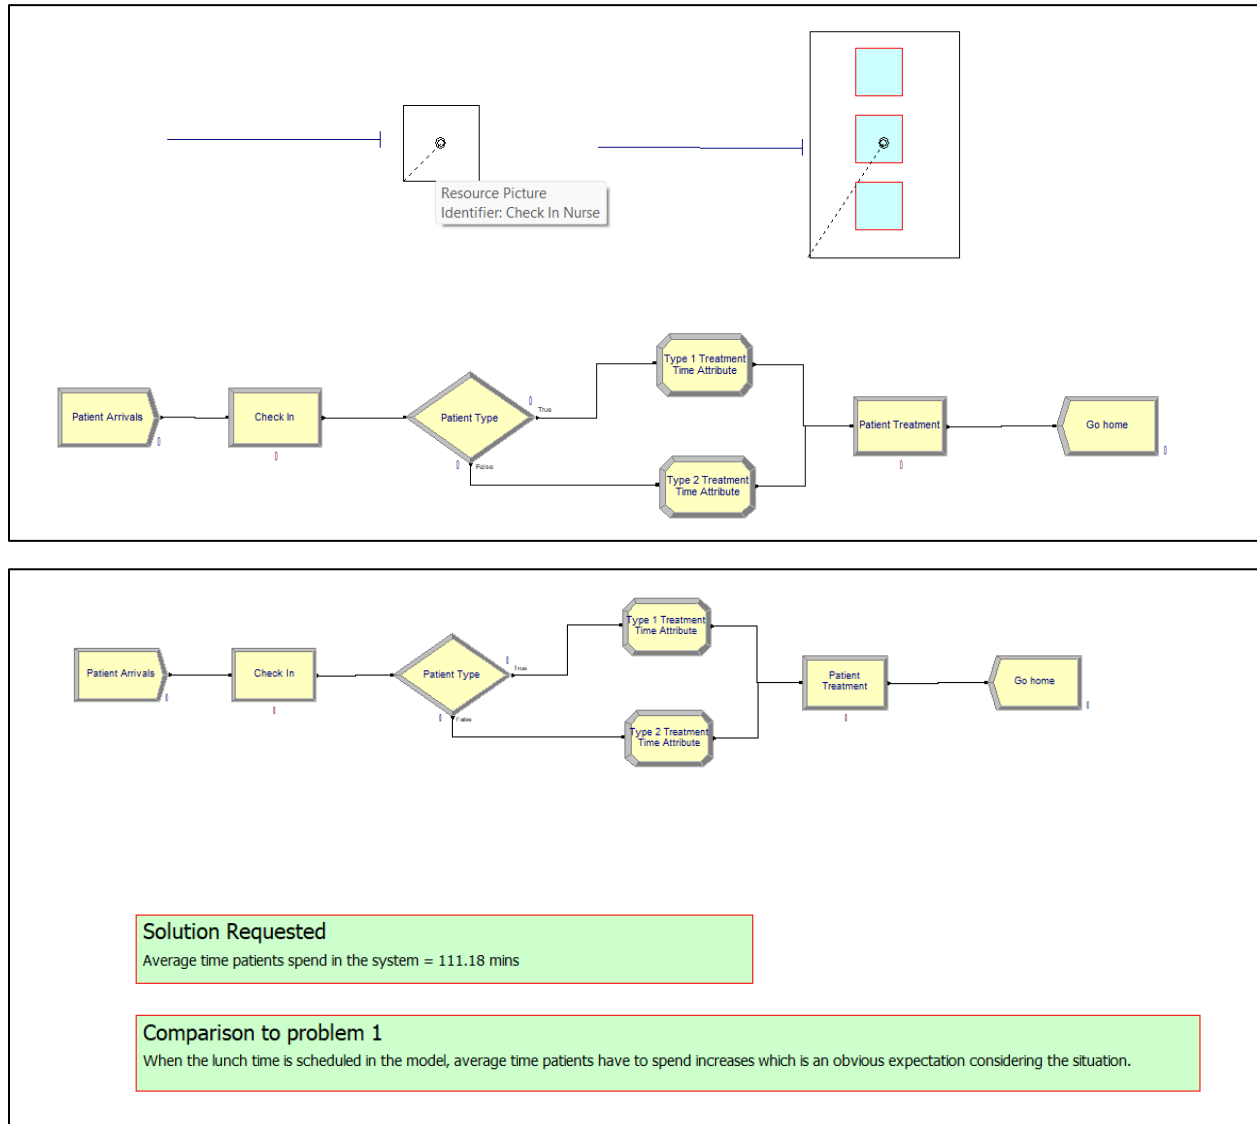 Resource Picture
Identifier: Check In Nurse
Type 1 Treatment
Time Attribute
Patient Arrivals
Check In
Patient Type
True
False
Patient Treatment
Go home
Type 2 Treatment
Time Attribute
Type 1 Treatment
Time Attribute
Patient Arrivals
Check In
Patient Type
True
False
Patient
Treatment
Go home
Type 2 Treatment
Time Attribute
Solution Requested
Average time patients spend in the system = 111.18 mins
Comparison to problem 1
When the lunch time is scheduled in the model, average time patients have to spend increases which is an obvious expectation considering the situation.